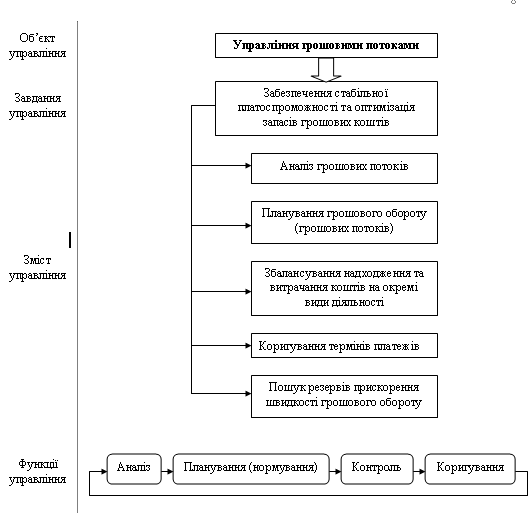 Об’єкт
управління
Управління грошовими потоками
Завдання
управління
Забезпечення стабільної
платоспроможності та оптимізація
запасів грошових коштів
Аналіз грошових потоків
Планування грошового обороту
(грошових потоків)
Зміст
управління
Збалансування надходження та
витрачання коштів на окремі
види діяльності
Коригування термінів платежів
Пошук резервів прискорення
швидкості грошового обороту
Функції
управління
Аналіз
Планування (нормування)
Контроль
Коригування